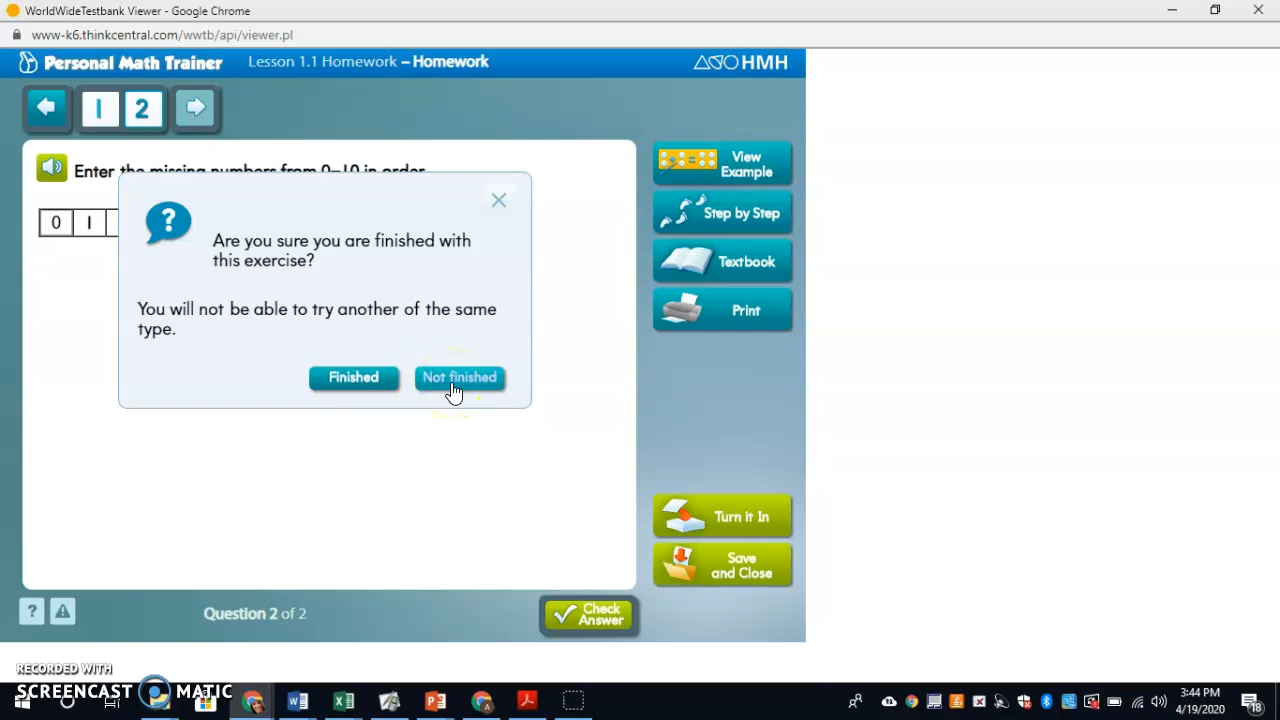 WorldWideTestbank Viewer - Google Chrome
www-k6.thinkcentral.com/wwtb/api/viewer.pl
Personal Math Trainer Lesson 1.1 Homework – Homework HMH
1 2
Enter the missing numbers from 0–10 in order
0 1
?
Are you sure you are finished with
this exercise?
You will not be able to try another of the same
type.
Finished Not finished
View
Example
Step by Step
Textbook
Print
Turn it In
Save
and Close
? Question 2 of 2
Check
Answer
RECORDED WITH
SCREENCAST MATIC
3:44 PM
4/19/2020
18